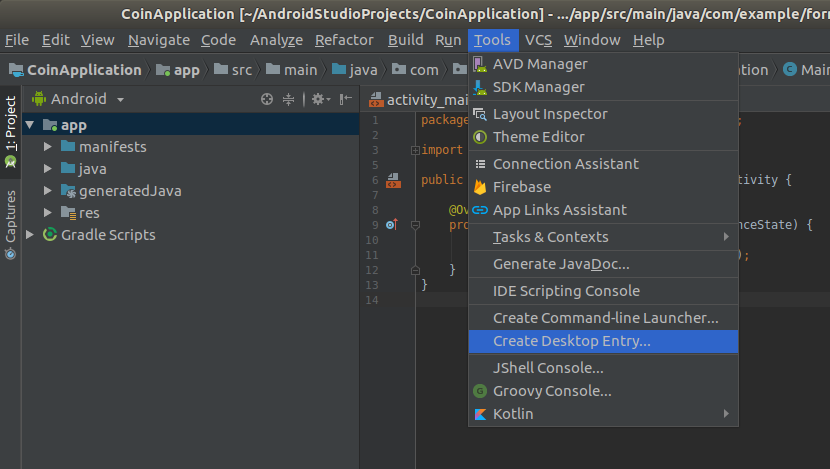 CoinApplication [~/AndroidStudioProjects/CoinApplication] - .../app/src/main/java/com/example/for
File Edit View Navigate Code Analyze Refactor Build Run Tools VCS Window Help
CoinApplication app src main java com ation Main
Android
activity_mai
1: Project
Captures
app
manifests
java
generatedJava
res
Gradle Scripts
1 package ;
2
3 import
5
6 public tivity {
7
8 @Ov
9 pro nceState) {
10
11 );
12 }
13 }
14
AVD Manager
SDK Manager
Layout Inspector
Theme Editor
Connection Assistant
Firebase
App Links Assistant
Tasks & Contexts
Generate JavaDoc...
IDE Scripting Console
Create Command-line Launcher...
Create Desktop Entry...
JShell Console...
G Groovy Console...
Kotlin